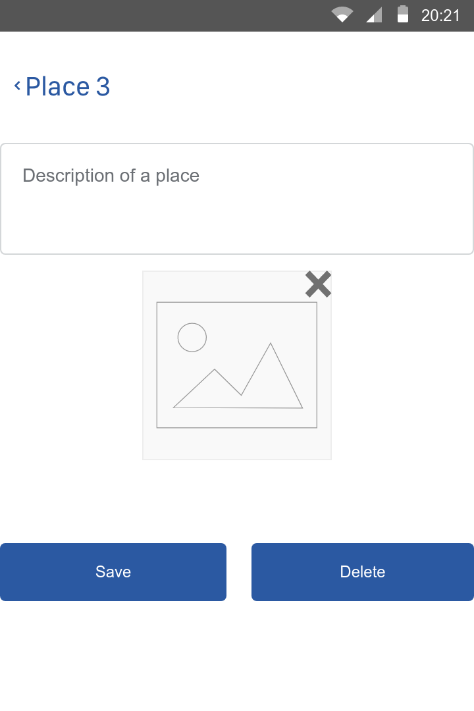 20:21
‹ Place 3
Description of a place
Save
Delete